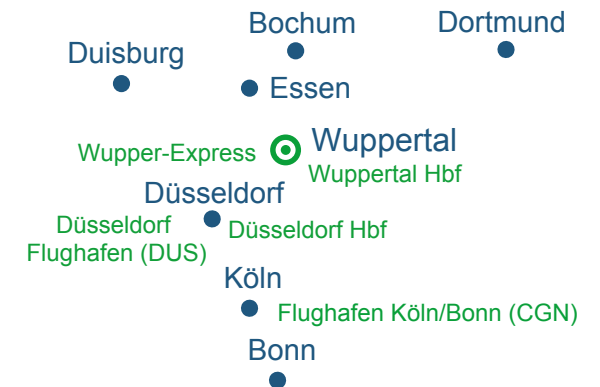 Bochum
Dortmund
Duisburg
Essen
Wuppertal
Wupper-Express
Wuppertal Hbf
Düsseldorf
Düsseldorf
Flughafen (DUS)
Düsseldorf Hbf
Köln
Flughafen Köln/Bonn (CGN)
Bonn